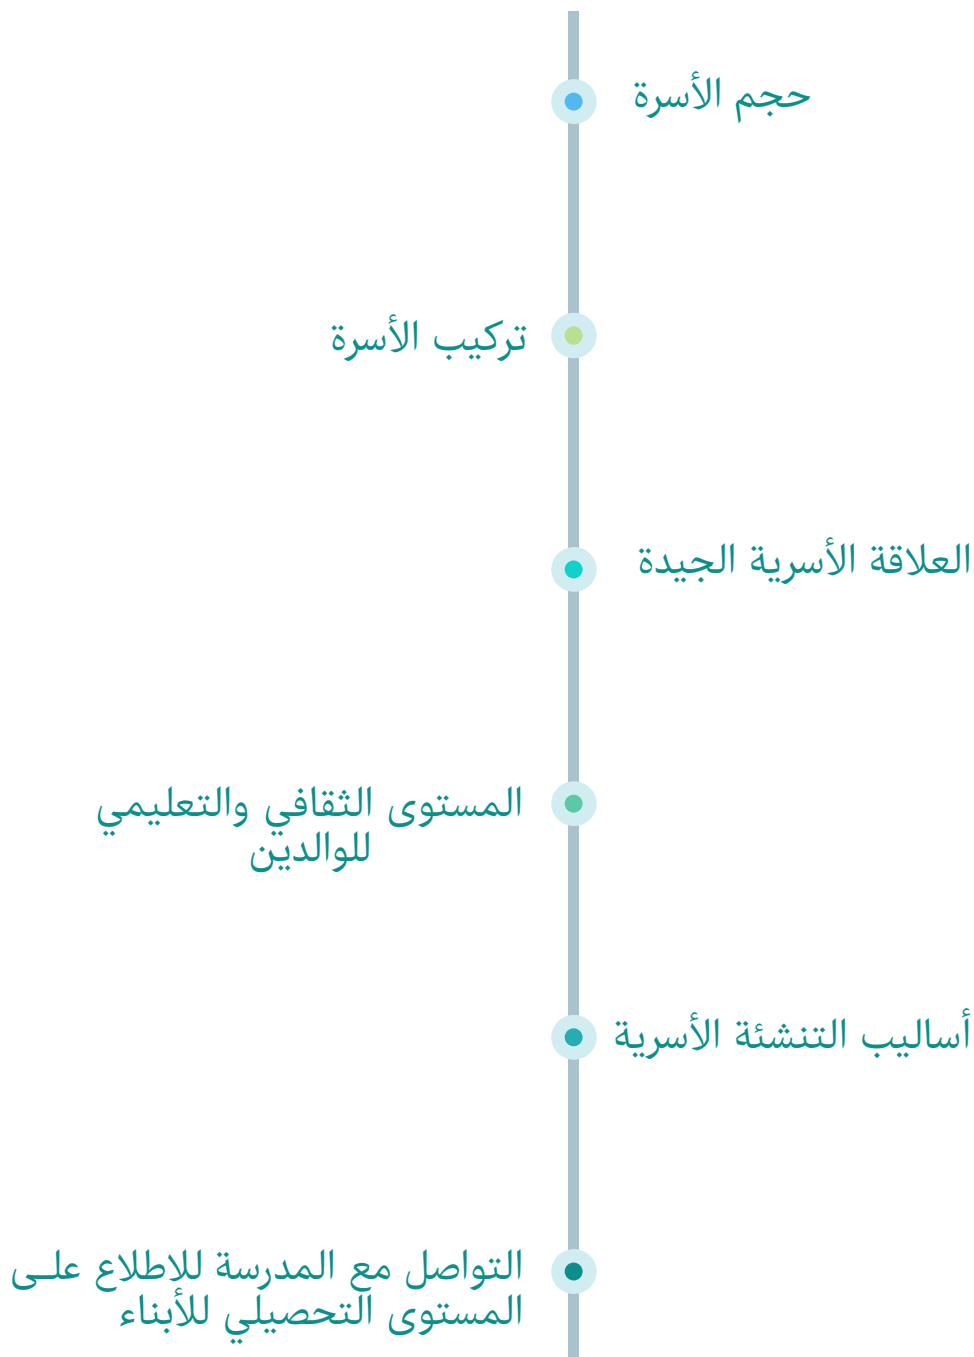 حجم الأسرة
تركيب الأسرة
العلاقة الأسرية الجيدة
المستوى الثقافي والتعليمي
للوالدين
أساليب التنشئة الأسرية
التواصل مع المدرسة للاطلاع علـى
المستوى التحصيلي للأبناء